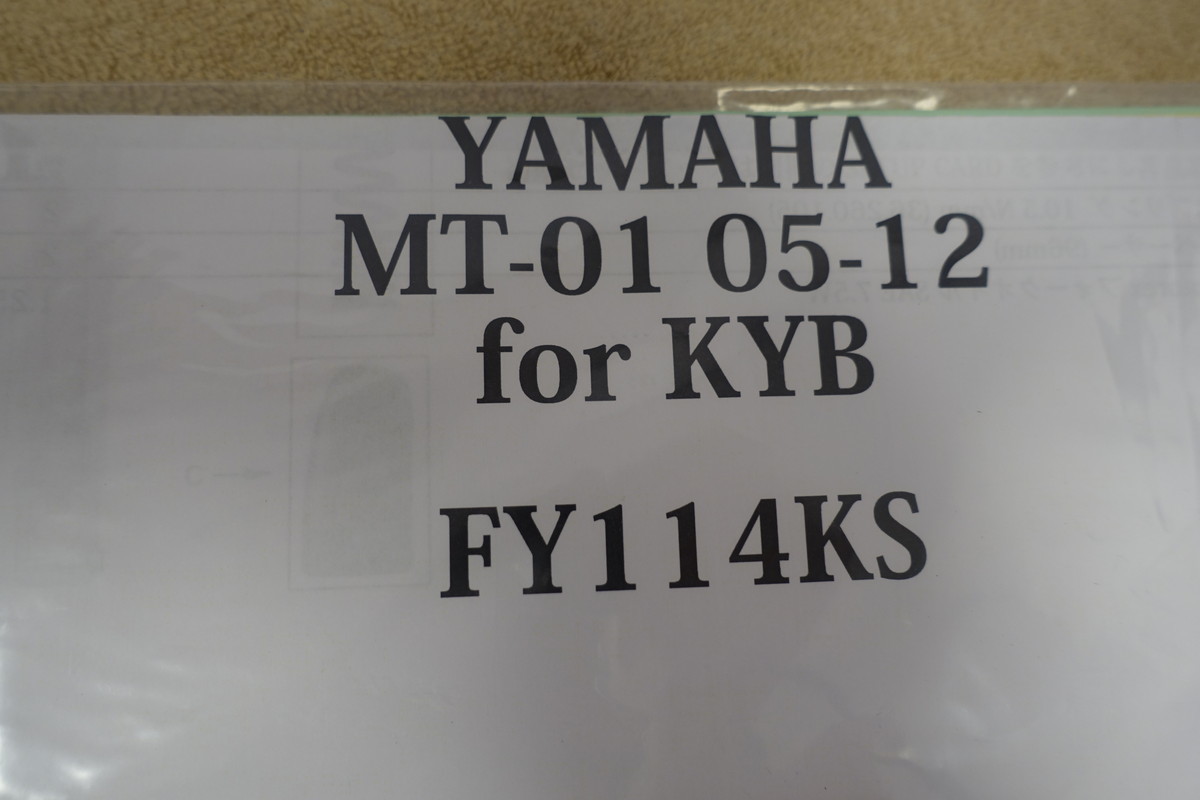 YAMAHA
MT-01 05-12
for KYB
FY114KS